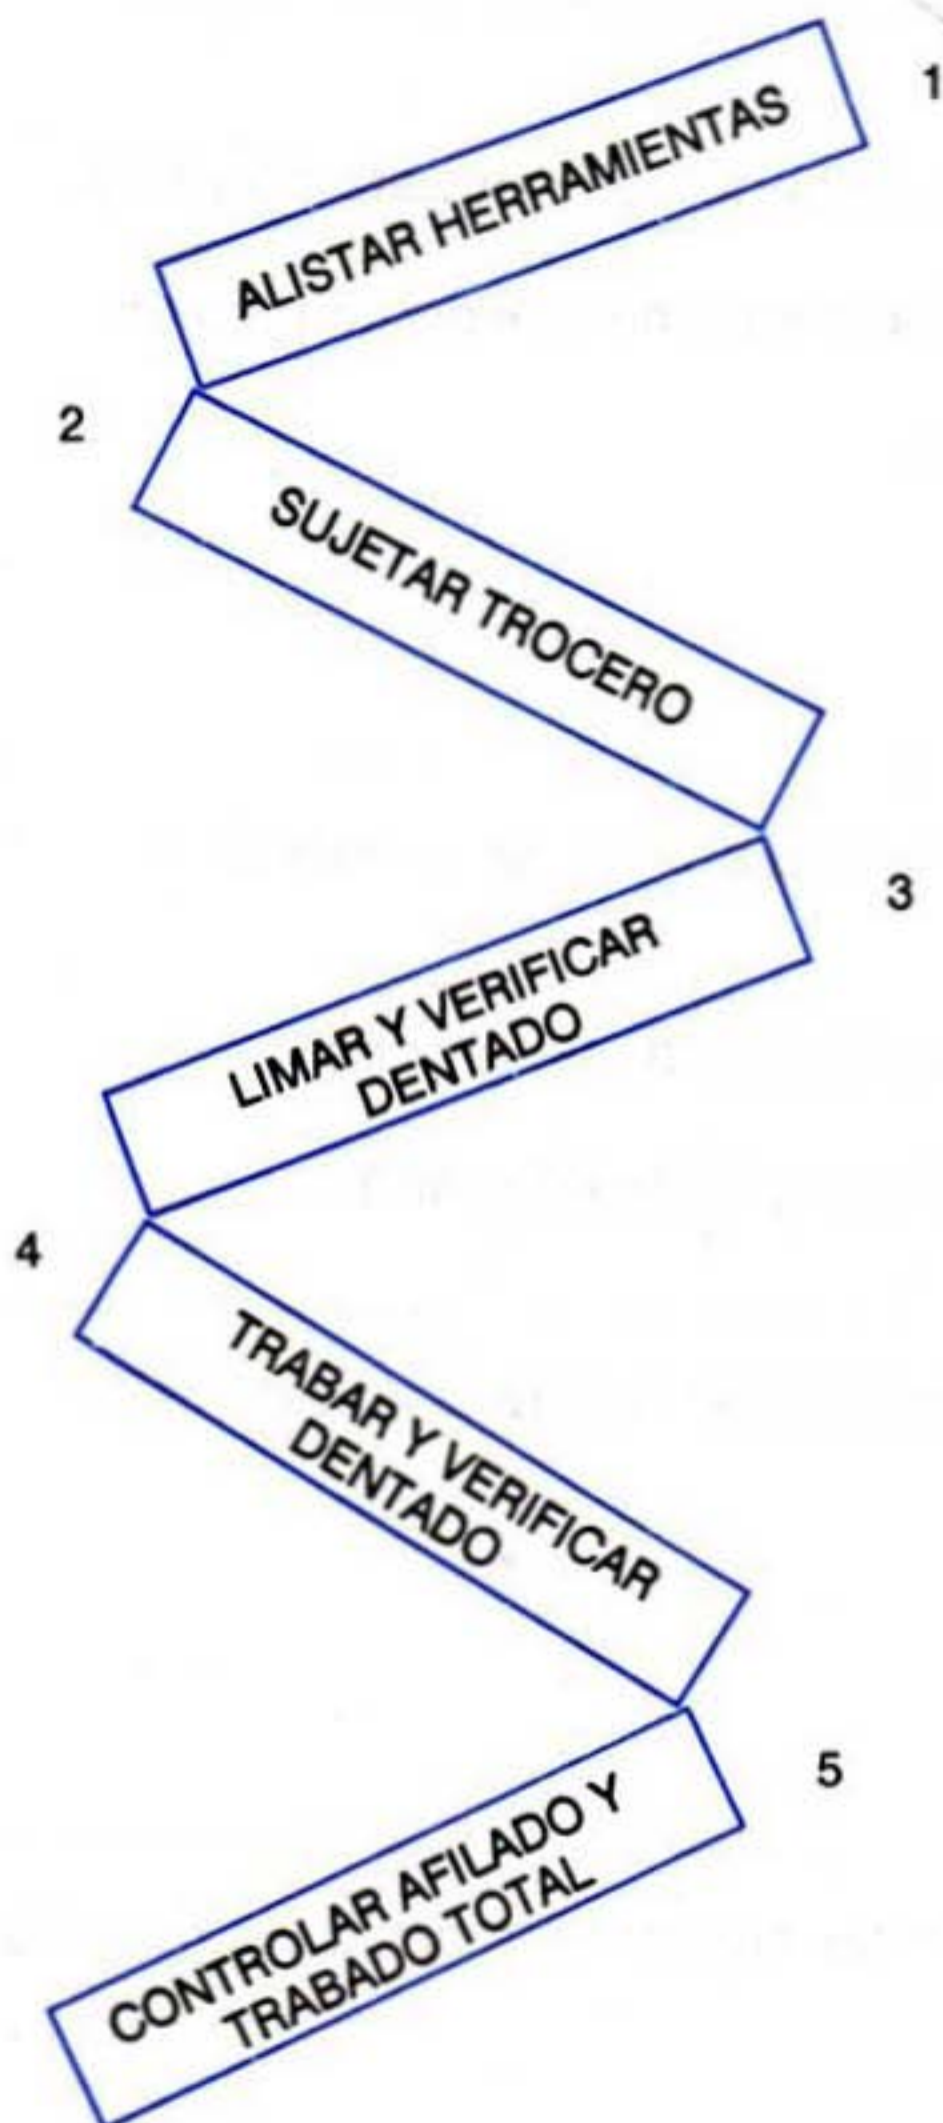 1
ALISTAR HERRAMIENTAS
2
SUJETAR TROCERO
3
LIMAR Y VERIFICAR
DENTADO
4
TRABAR Y VERIFICAR
DENTADO
5
CONTROLAR AFILADO Y
TRABADO TOTAL